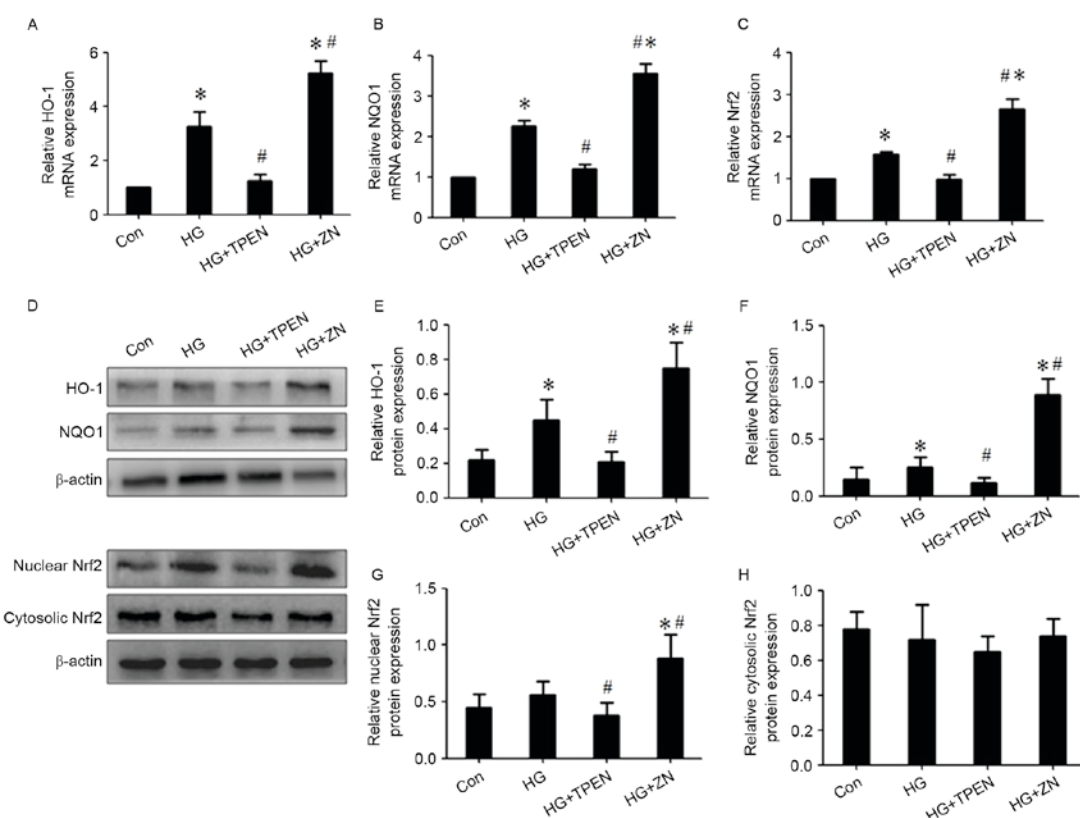 A
Relative HO-1
mRNA expression
6
4
2
0
*
#
* #
Con
HG
HG+TPEN
HG+ZN
B
Relative NQO1
mRNA expression
4
3
2
1
0
*
#
#*
Con
HG
HG+TPEN
HG+ZN
C
Relative Nrf2
mRNA expression
4
3
2
1
0
*
#
#*
Con
HG
HG+TPEN
HG+ZN
D
Con
HG
HG+TPEN
HG+ZN
HO-1
NQO1
β-actin
Nuclear Nrf2
Cytosolic Nrf2
β-actin
E
Relative HO-1
protein expression
1.0
0.8
0.6
0.4
0.2
0.0
*
#
*#
Con
HG
HG+TPEN
HG+ZN
F
Relative NQO1
protein expression
1.5
1.0
0.5
0.0
*
#
*#
Con
HG
HG+TPEN
HG+ZN
G
Relative nuclear Nrf2
protein expression
1.5
1.0
0.5
0.0
#
*#
Con
HG
HG+TPEN
HG+ZN
H
Relative cytosolic Nrf2
protein expression
1.0
0.8
0.6
0.4
0.2
0.0
Con
HG
HG+TPEN
HG+ZN